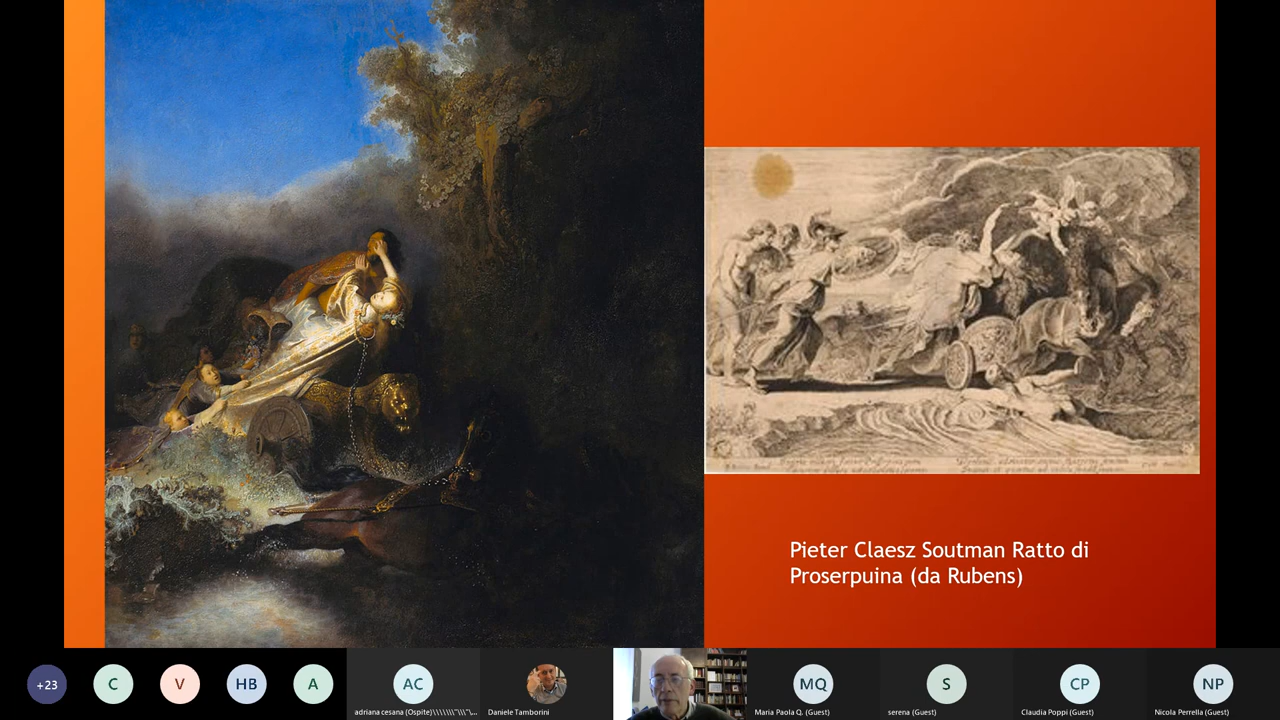 Pieter Claesz Soutman Ratto di
Proserpuina (da Rubens)
+23
C
V
HB
A
AC
adriana cesana (Ospite)\\\\\\\"\\\"\,...
Daniele Tamborini
MQ
Maria Paola Q. (Guest)
S
serena (Guest)
CP
Claudia Poppi (Guest)
NP
Nicola Perrella (Guest)